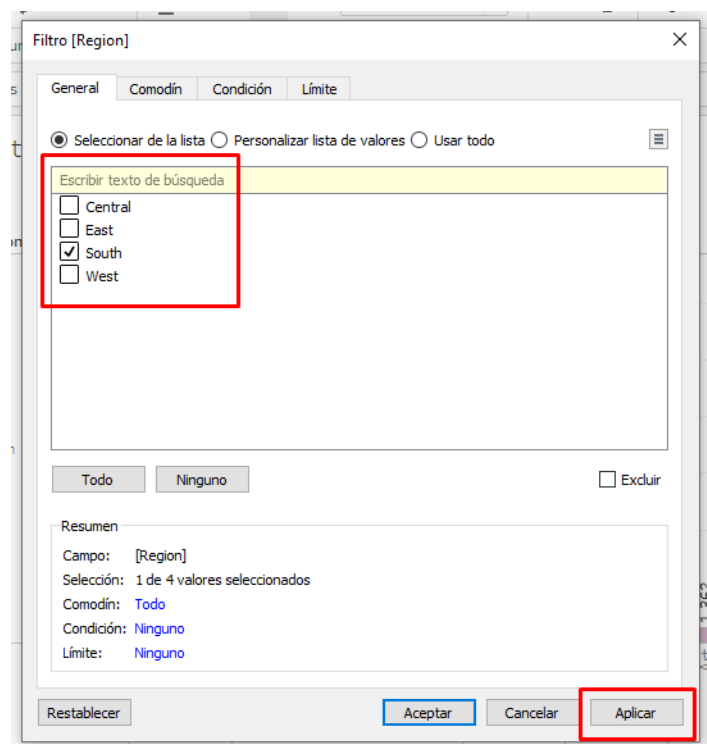 Filtro [Region]
General Comodín Condición Límite
Seleccionar de la lista Personalizar lista de valores Usar todo
Escribir texto de búsqueda
Central
East
South
West
Todo Ninguno Excluir
Resumen
Campo: [Region]
Selección: 1 de 4 valores seleccionados
Comodín: Todo
Condición: Ninguno
Límite: Ninguno
Restablecer Aceptar Cancelar Aplicar